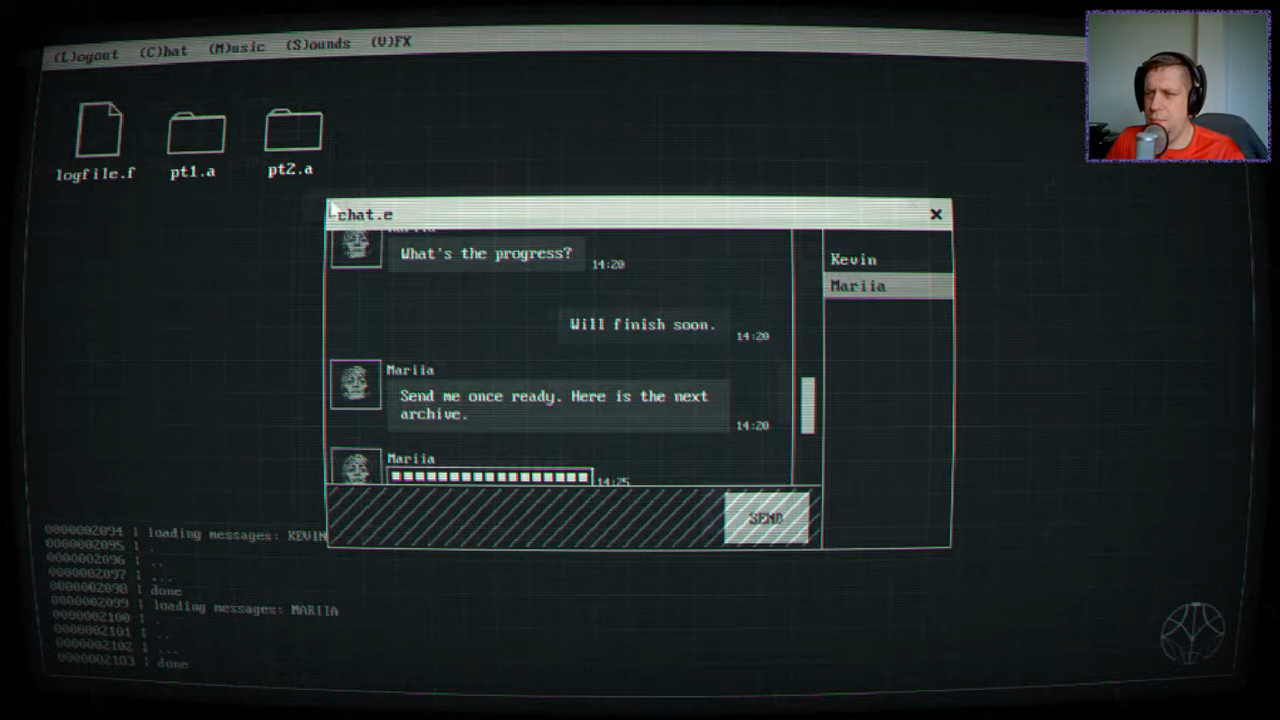 (L)ogout (C)hat (M)usic (S)ounds (V)FX
logfile.f pt1.a pt2.a
chat.e
Mariia
What's the progress?
14:20
Kevin
Mariia
Will finish soon.
14:20
Mariia
Send me once ready. Here is the next
archive.
14:20
Mariia
14:25
SEND
0000002094 | loading messages: KEVIN
0000002095 | .
0000002096 | ..
0000002097 | ...
0000002098 | done
0000002099 | loading messages: MARIIA
0000002100 | .
0000002101 | ..
0000002102 | ...
0000002103 | done